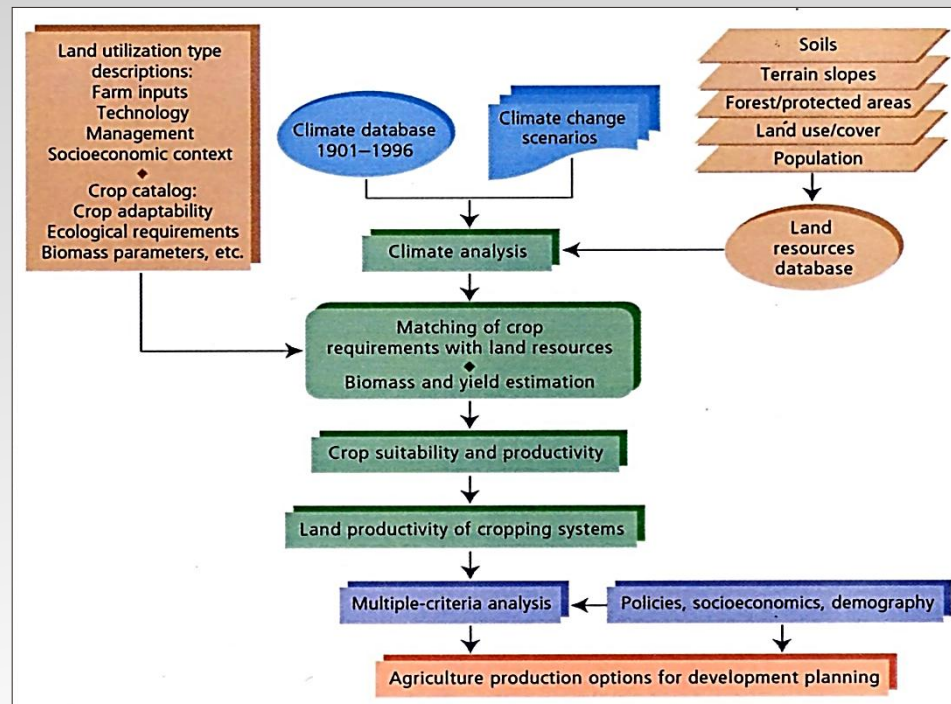 Land utilization type
descriptions:
Farm inputs
Technology
Management
Socioeconomic context
◆
Crop catalog:
Crop adaptability
Ecological requirements
Biomass parameters, etc.
Climate database
1901–1996
Climate change
scenarios
Soils
Terrain slopes
Forest/protected areas
Land use/cover
Population
Land
resources
database
Climate analysis
Matching of crop
requirements with land resources
◆
Biomass and yield estimation
Crop suitability and productivity
Land productivity of cropping systems
Multiple-criteria analysis
Policies, socioeconomics, demography
Agriculture production options for development planning